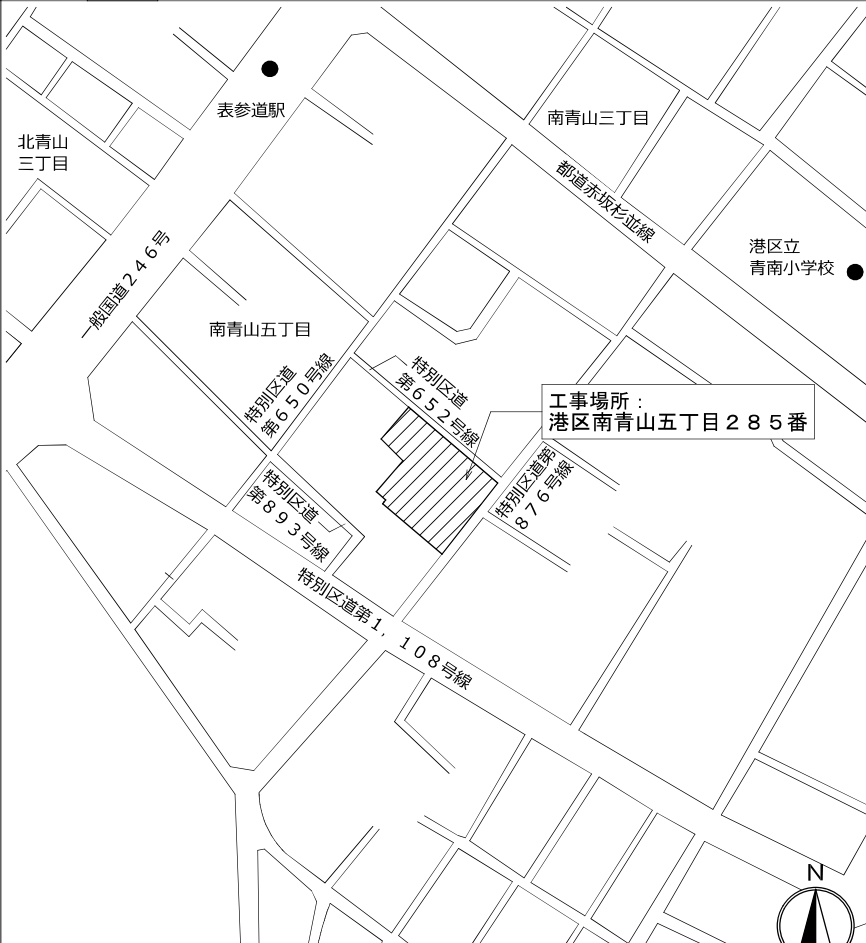 表参道駅
南青山三丁目
北青山
三丁目
都道赤坂杉並線
港区立
青南小学校
一般国道２４６号
南青山五丁目
特別区道
第６５０号線
特別区道
第６５２号線
工事場所：
港区南青山五丁目２８５番
特別区道第
８７６号線
特別区道
第８９３号線
特別区道第１，１０８号線
N